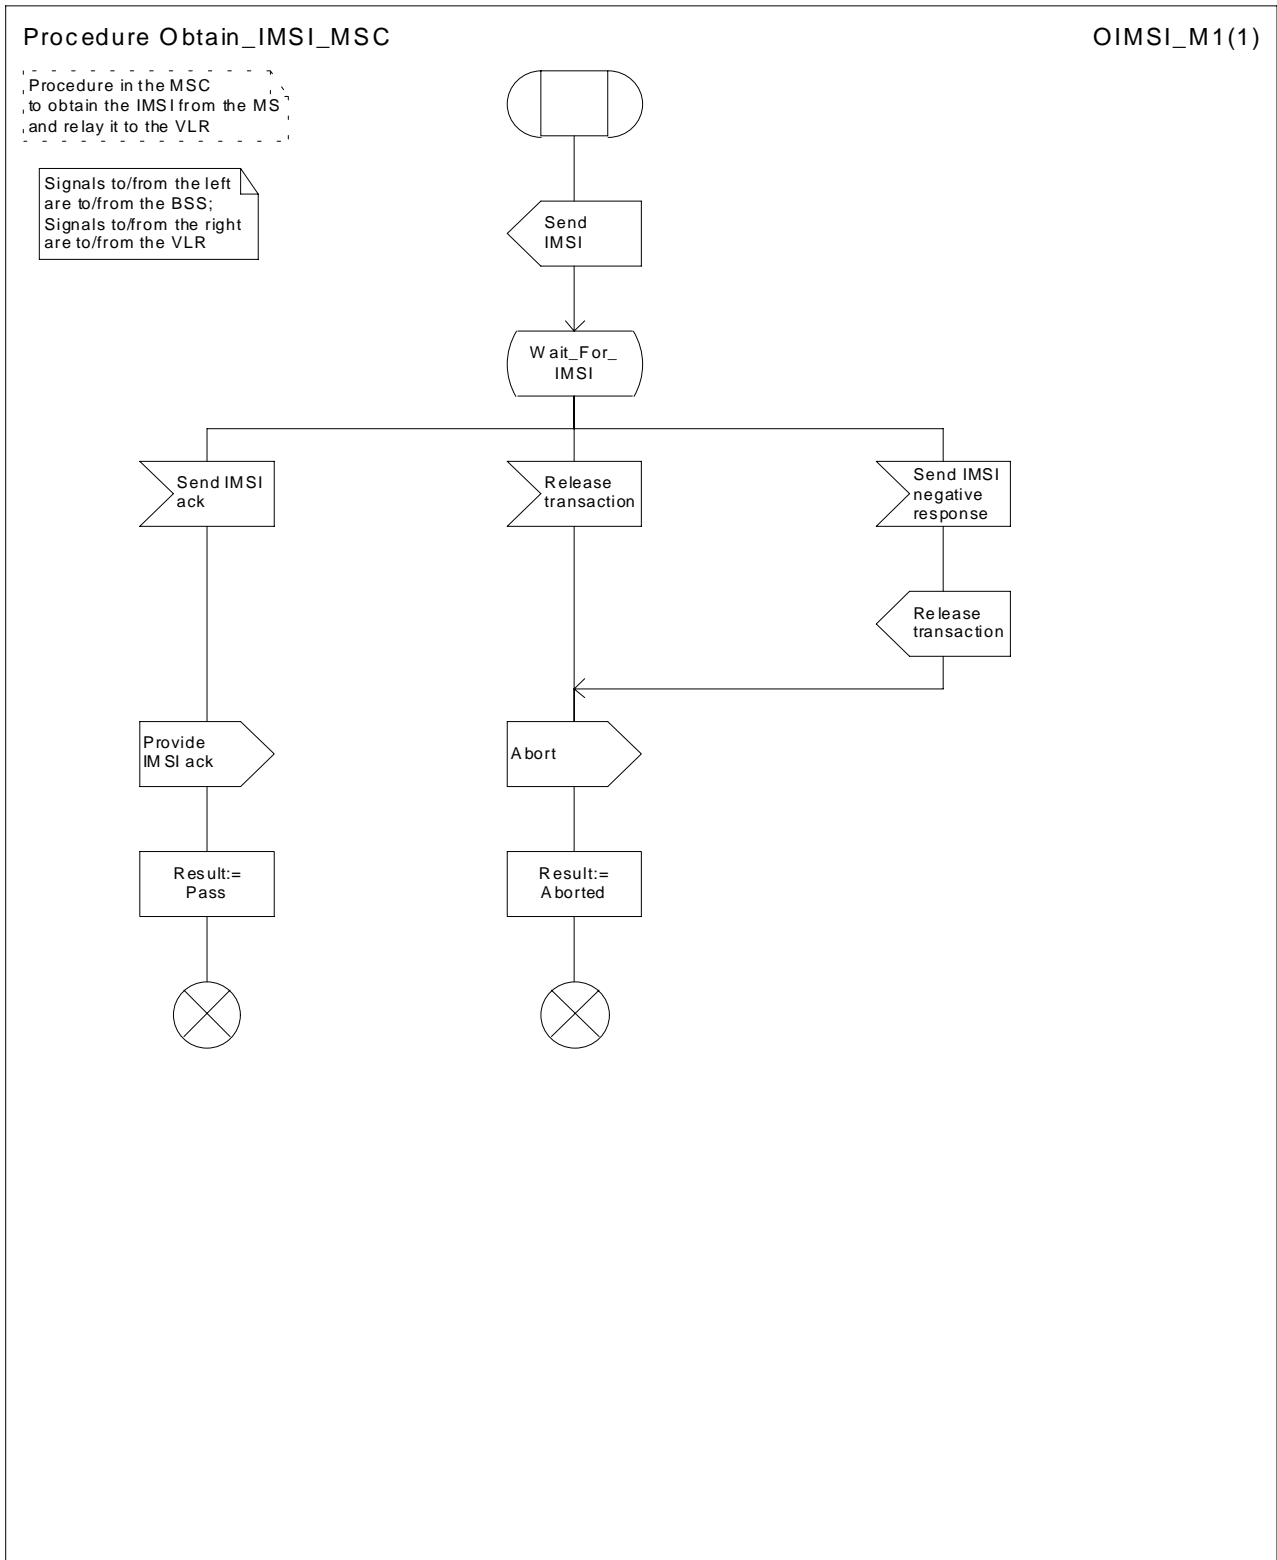 Procedure Obtain_IMSI_MSC
OIMSI_M1(1)
Procedure in the MSC
to obtain the IMSI from the MS
and relay it to the VLR
Signals to/from the left
are to/from the BSS;
Signals to/from the right
are to/from the VLR
Send
IMSI
Wait_For_
IMSI
Send IMSI
ack
Release
transaction
Send IMSI
negative
response
Release
transaction
Provide
IMSI ack
Abort
Result:=
Pass
Result:=
Aborted